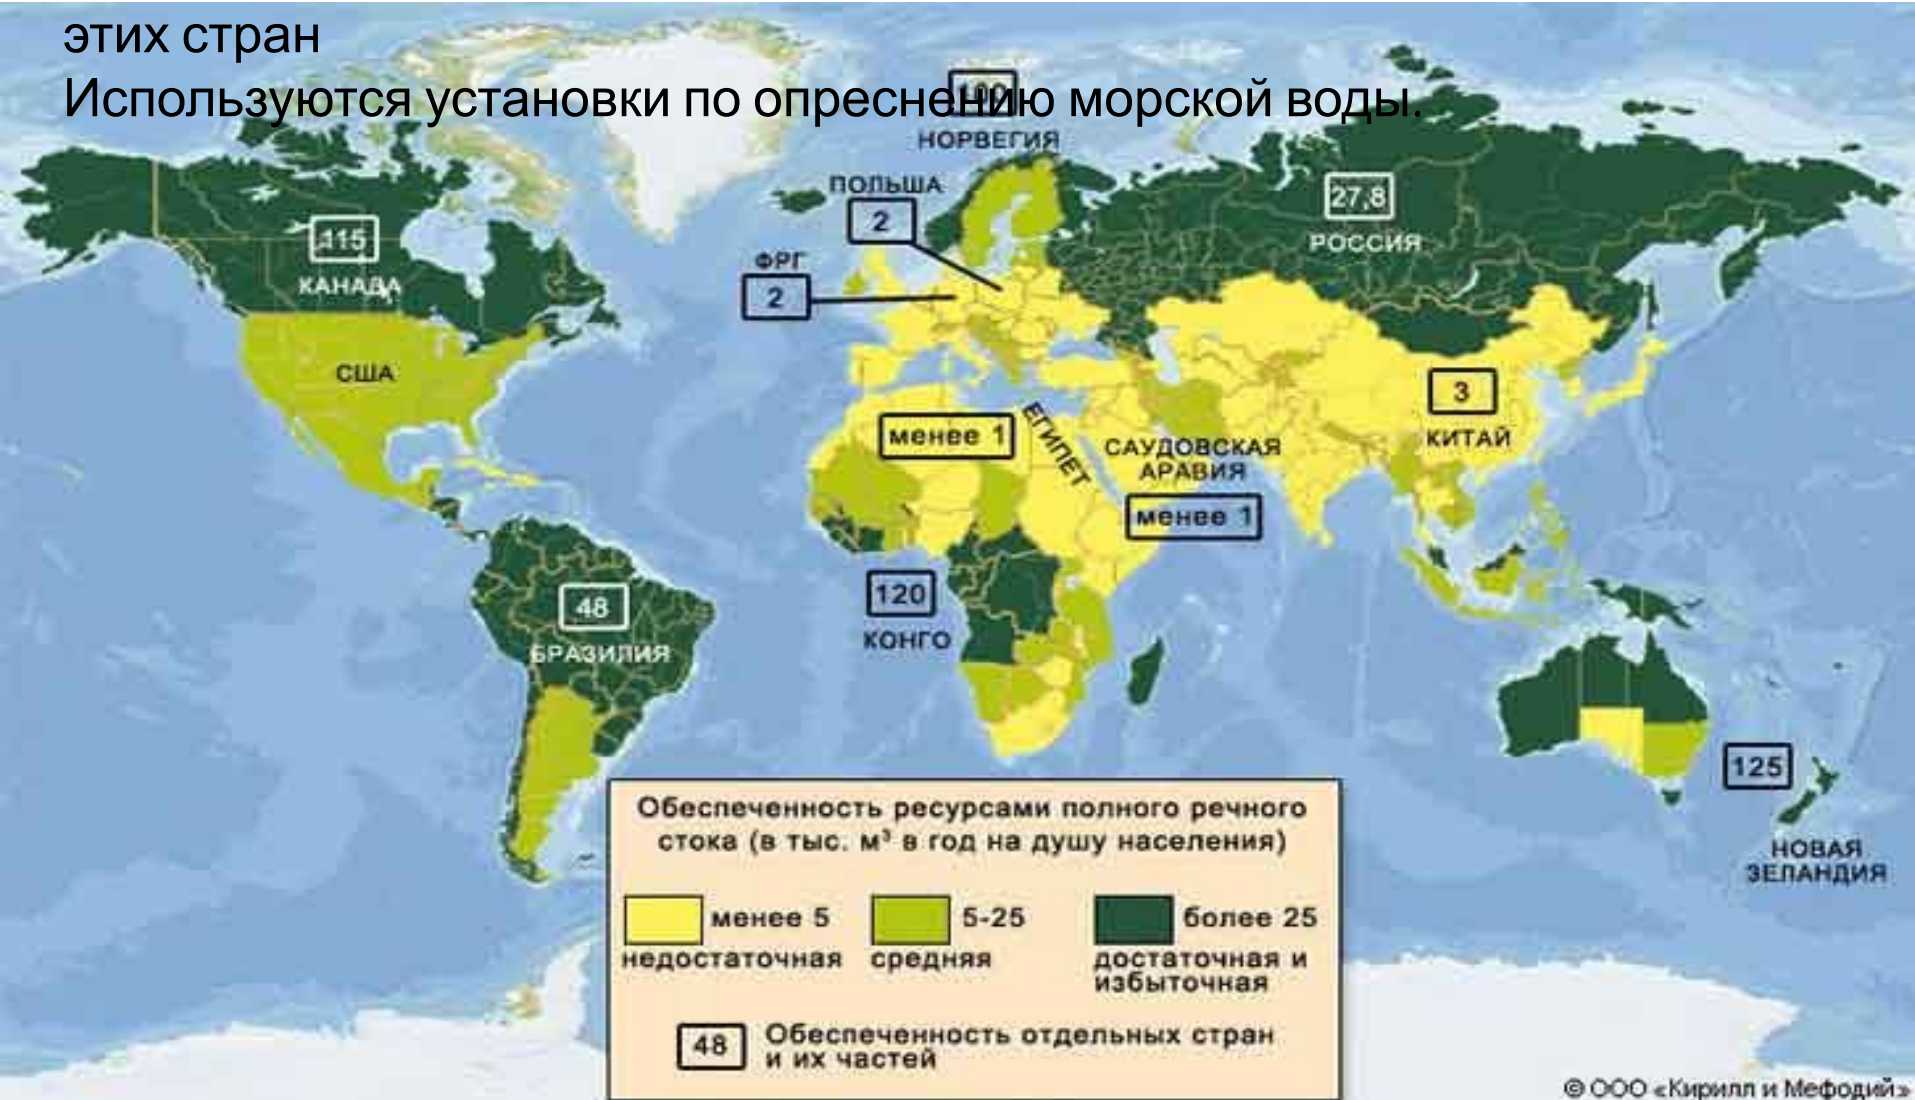 этих стран
Используются установки по опреснению морской воды.
100
НОРВЕГИЯ
ПОЛЬША
2
ФРГ
2
27,8
РОССИЯ
115
КАНАДА
США
3
КИТАЙ
менее 1
ЕГИПЕТ
САУДОВСКАЯ
АРАВИЯ
менее 1
48
БРАЗИЛИЯ
120
КОНГО
125
НОВАЯ
ЗЕЛАНДИЯ
Обеспеченность ресурсами полного речного
стока (в тыс. м³ в год на душу населения)
менее 5
недостаточная
5-25
средняя
более 25
достаточная и
избыточная
48
Обеспеченность отдельных стран
и их частей
© ООО «Кирилл и Мефодий»